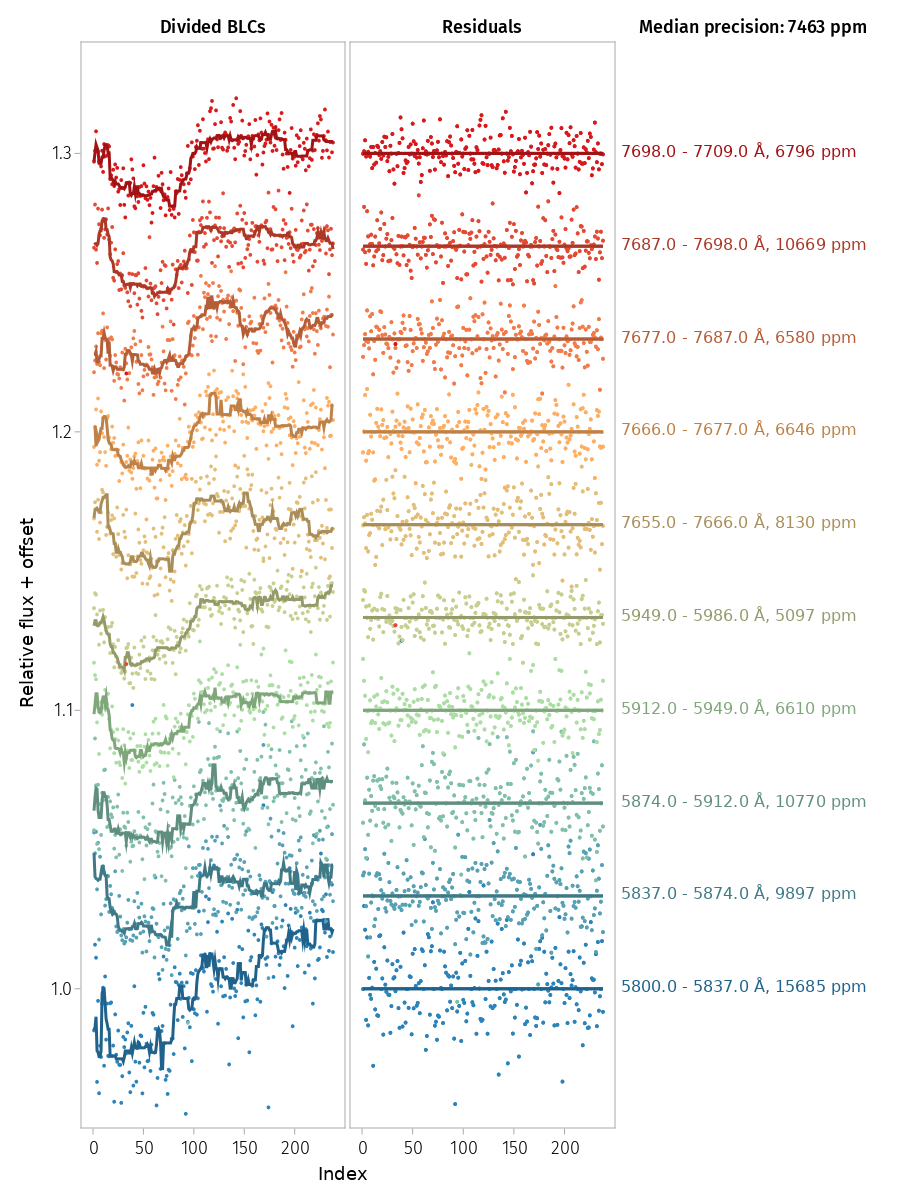 Divided BLCs
Residuals
Median precision: 7463 ppm
1.3
1.2
1.1
1.0
Relative flux + offset
7698.0 - 7709.0 Å, 6796 ppm
7687.0 - 7698.0 Å, 10669 ppm
7677.0 - 7687.0 Å, 6580 ppm
7666.0 - 7677.0 Å, 6646 ppm
7655.0 - 7666.0 Å, 8130 ppm
5949.0 - 5986.0 Å, 5097 ppm
5912.0 - 5949.0 Å, 6610 ppm
5874.0 - 5912.0 Å, 10770 ppm
5837.0 - 5874.0 Å, 9897 ppm
5800.0 - 5837.0 Å, 15685 ppm
0 50 100 150 200
0 50 100 150 200
Index